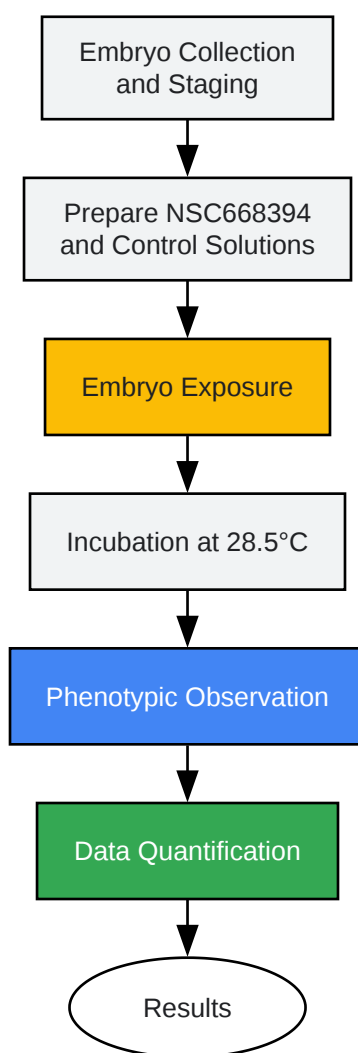 Embryo Collection
and Staging
Prepare NSC668394
and Control Solutions
Embryo Exposure
Incubation at 28.5°C
Phenotypic Observation
Data Quantification
Results